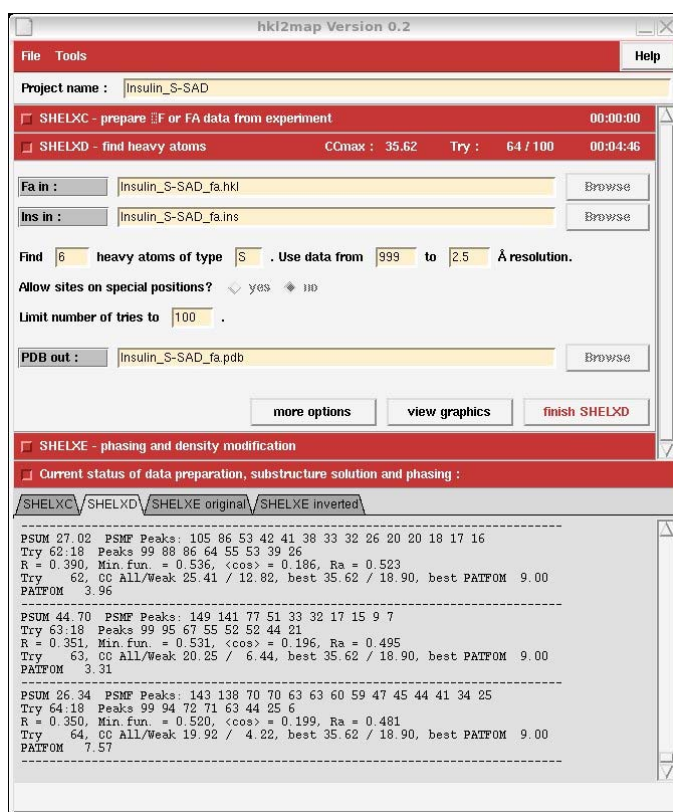 hkl2map Version 0.2
File Tools Help
Project name : Insulin_S-SAD
SHELXC - prepare F or FA data from experiment 00:00:00
SHELXD - find heavy atoms CCmax : 35.62 Try : 64 / 100 00:04:46
Fa in : Insulin_S-SAD_fa.hkl Browse
Ins in : Insulin_S-SAD_fa.ins Browse
Find 6 heavy atoms of type S . Use data from 999 to 2.5 Å resolution.
Allow sites on special positions? yes no
Limit number of tries to 100 .
PDB out : Insulin_S-SAD_fa.pdb Browse
more options view graphics finish SHELXD
SHELXE - phasing and density modification
Current status of data preparation, substructure solution and phasing :
SHELXC SHELXD SHELXE original SHELXE inverted
PSUM 27.02 PSMF Peaks: 105 86 53 42 41 38 33 32 26 20 20 18 17 16
Try 62:18 Peaks 99 88 86 64 55 53 39 26
R = 0.390, Min.fun. = 0.536, <cos> = 0.186, Ra = 0.523
Try 62, CC All/Weak 25.41 / 12.82, best 35.62 / 18.90, best PATFOM 9.00
PATFOM 3.96
PSUM 44.70 PSMF Peaks: 149 141 77 51 33 32 17 15 9 7
Try 63:18 Peaks 99 95 67 55 52 52 44 21
R = 0.351, Min.fun. = 0.531, <cos> = 0.196, Ra = 0.495
Try 63, CC All/Weak 20.25 / 6.44, best 35.62 / 18.90, best PATFOM 9.00
PATFOM 3.31
PSUM 26.34 PSMF Peaks: 143 138 70 70 63 63 60 59 47 45 44 41 34 25
Try 64:18 Peaks 99 94 72 71 63 44 25 6
R = 0.350, Min.fun. = 0.520, <cos> = 0.199, Ra = 0.481
Try 64, CC All/Weak 19.92 / 4.22, best 35.62 / 18.90, best PATFOM 9.00
PATFOM 7.57